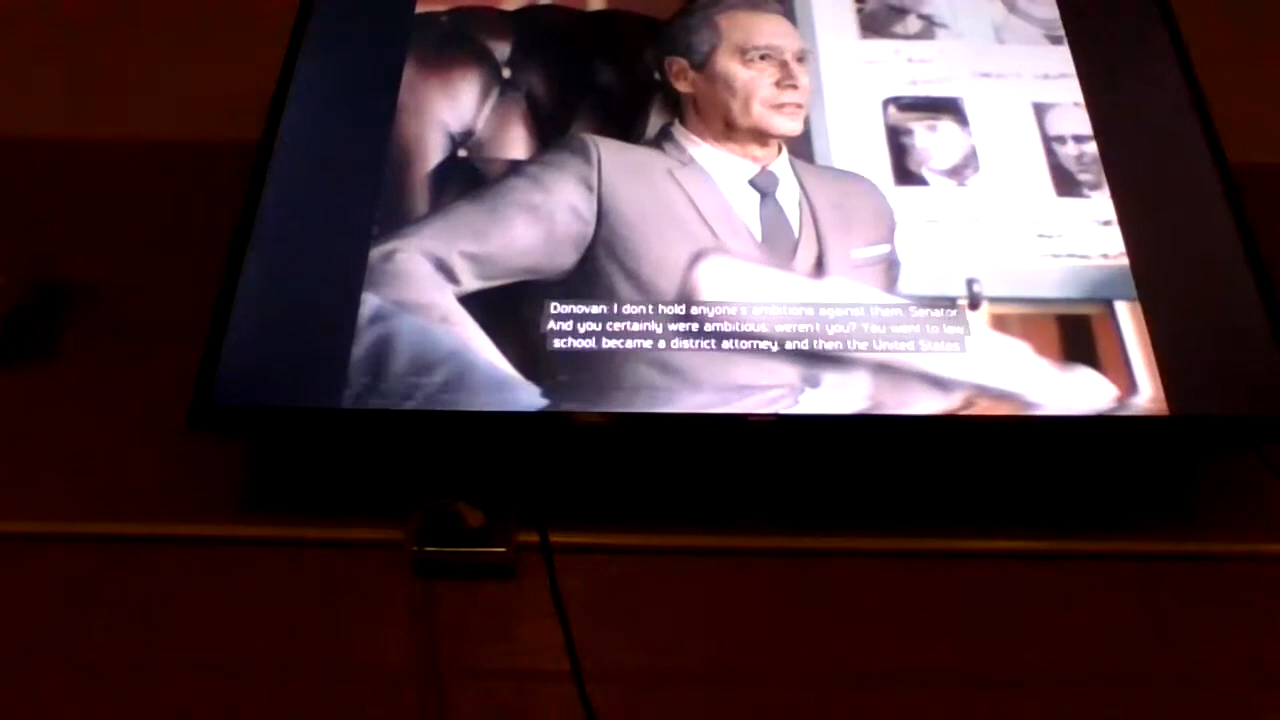 Donovan: I don't hold anyone's ambitions against them, Senator.
And you certainly were ambitious, weren't you? You went to law
school, became a district attorney, and then the United States